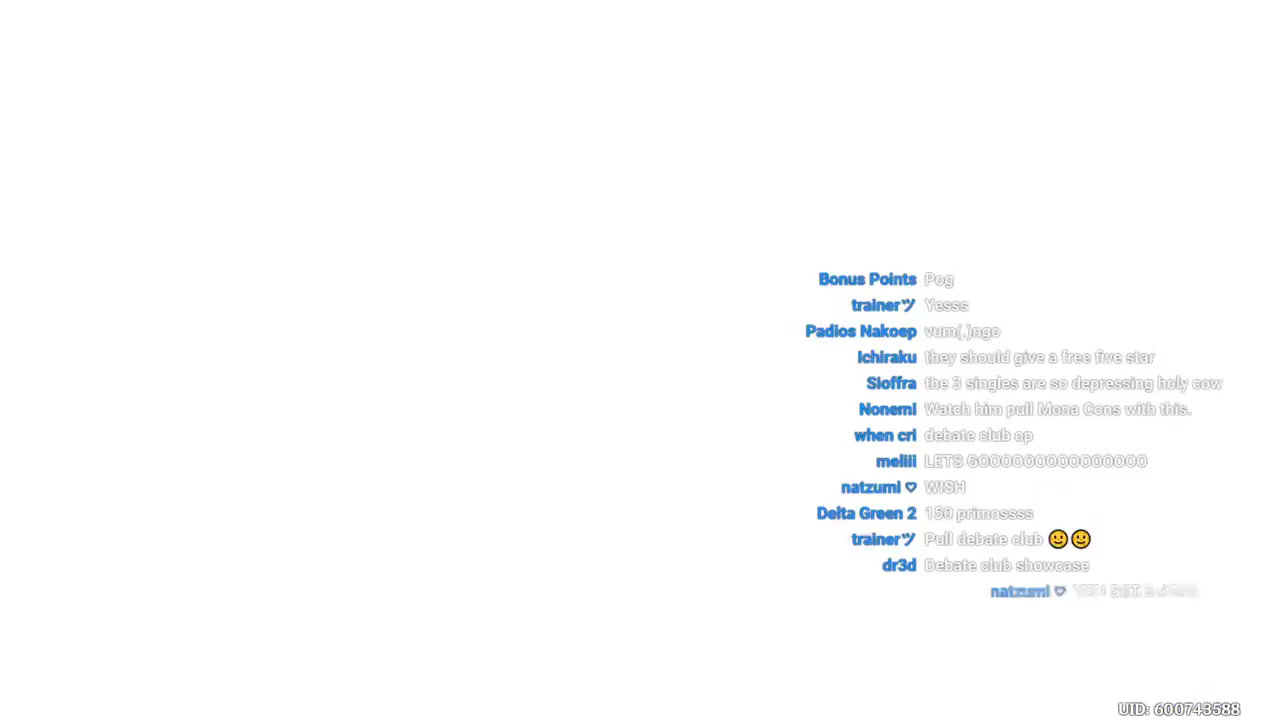 Bonus Points Pog
trainerツ Yesss
Padios Nakoep vum(.)ngo
Ichiraku they should give a free five star
Sioffra the 3 singles are so depressing holy cow
Nonemi Watch him pull Mona Cons with this.
when cri debate club op
meliii LETS GOOOOOOOOOOOOOOO
natzumi ♡ WISH
Delta Green 2 150 primossss
trainerツ Pull debate club 🙂🙂
dr3d Debate club showcase
natzumi ♡
UID: 600743588